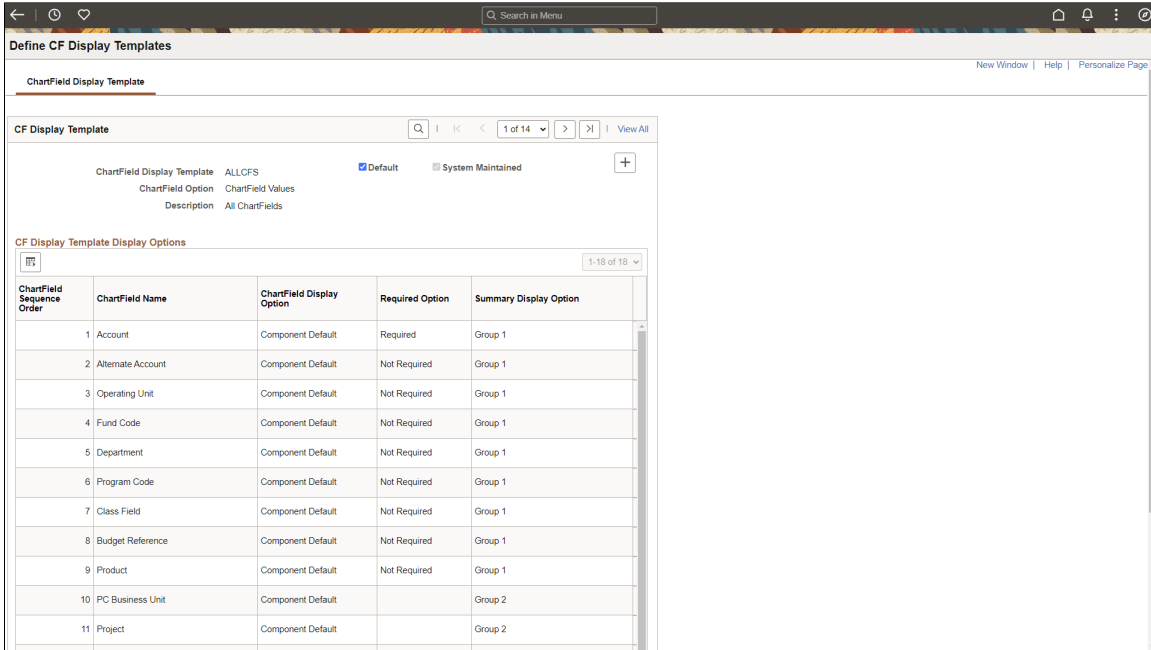 Search in Menu
Define CF Display Templates
New Window | Help | Personalize Page
ChartField Display Template
CF Display Template
1 of 14
View All
ChartField Display Template ALLCFS Default System Maintained
ChartField Option ChartField Values
Description All ChartFields
CF Display Template Display Options
1-18 of 18
ChartField Sequence Order ChartField Name ChartField Display Option Required Option Summary Display Option
1 Account Component Default Required Group 1
2 Alternate Account Component Default Not Required Group 1
3 Operating Unit Component Default Not Required Group 1
4 Fund Code Component Default Not Required Group 1
5 Department Component Default Not Required Group 1
6 Program Code Component Default Not Required Group 1
7 Class Field Component Default Not Required Group 1
8 Budget Reference Component Default Not Required Group 1
9 Product Component Default Not Required Group 1
10 PC Business Unit Component Default Group 2
11 Project Component Default Group 2